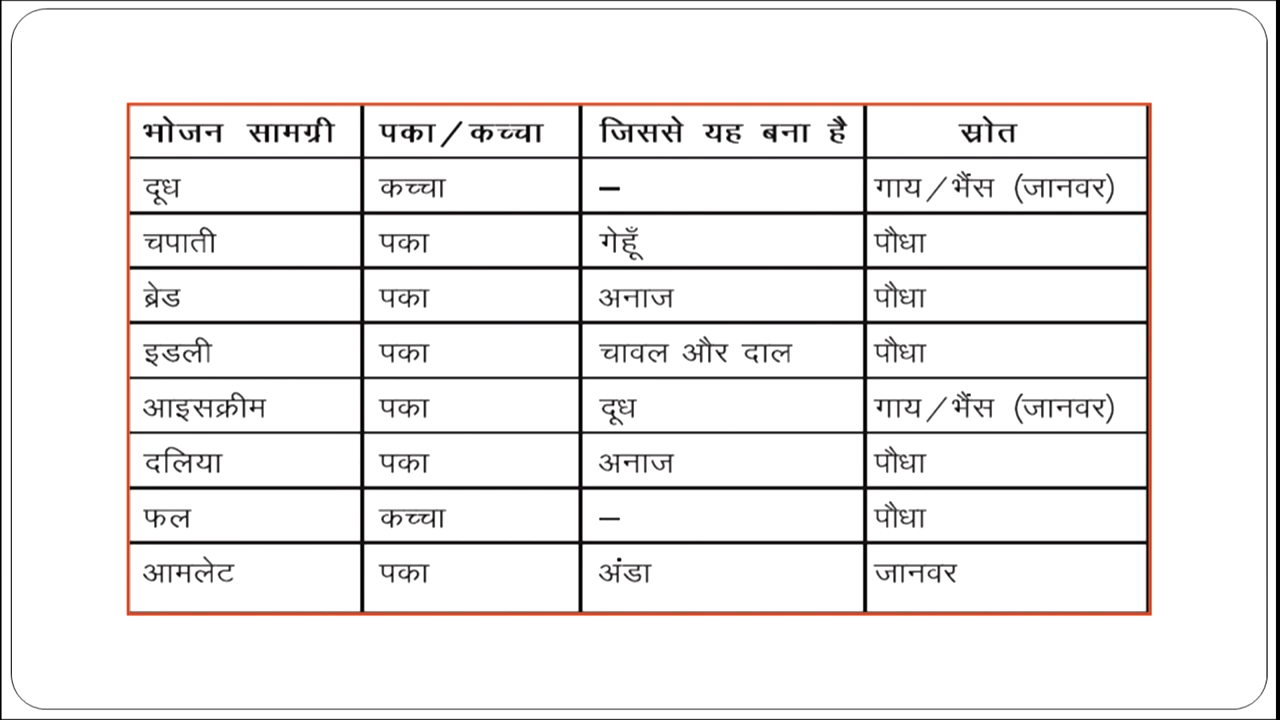 भोजन सामग्री पका/कच्चा जिससे यह बना है स्रोत
दूध कच्चा – गाय/भैंस (जानवर)
चपाती पका गेहूँ पौधा
ब्रेड पका अनाज पौधा
इडली पका चावल और दाल पौधा
आइसक्रीम पका दूध गाय/भैंस (जानवर)
दलिया पका अनाज पौधा
फल कच्चा – पौधा
आमलेट पका अंडा जानवर